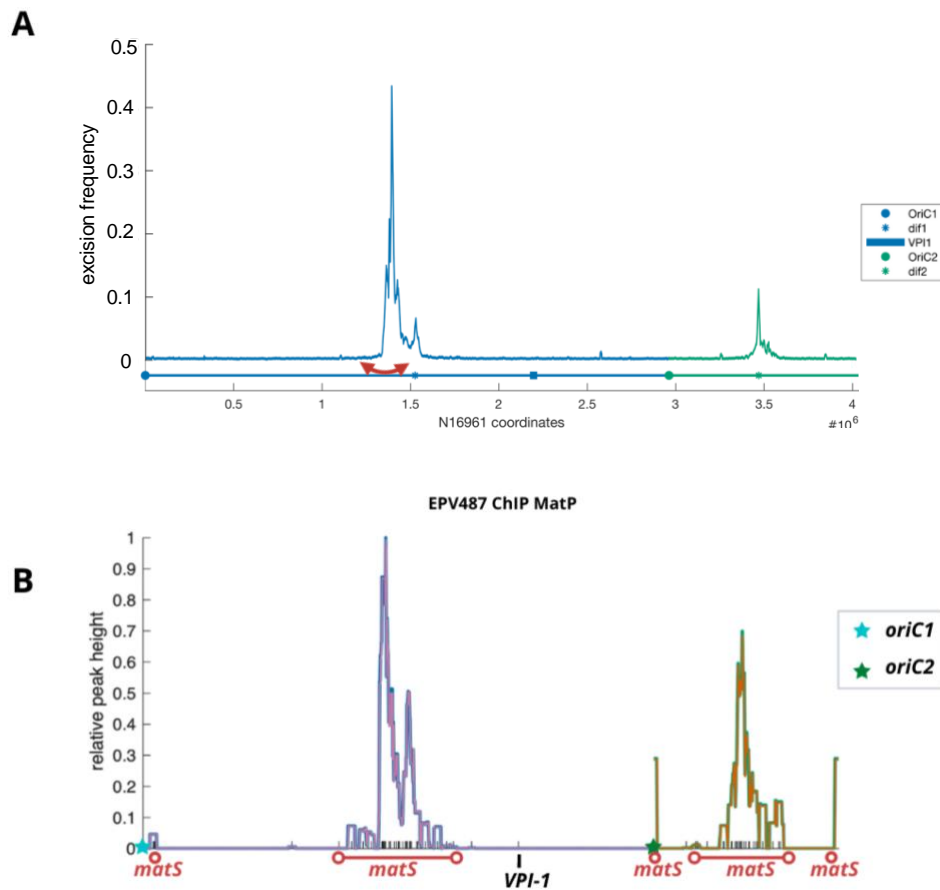 A
excision frequency
0.5
0.4
0.3
0.2
0.1
0
0.5 1 1.5 2 2.5 3 3.5 4
N16961 coordinates
#10^6
OriC1
dif1
VPI1
OriC2
dif2
EPV487 ChIP MatP
B
relative peak height
1
0.9
0.8
0.7
0.6
0.5
0.4
0.3
0.2
0.1
0
matS matS VPI-1 matS matS matS
oriC1
oriC2